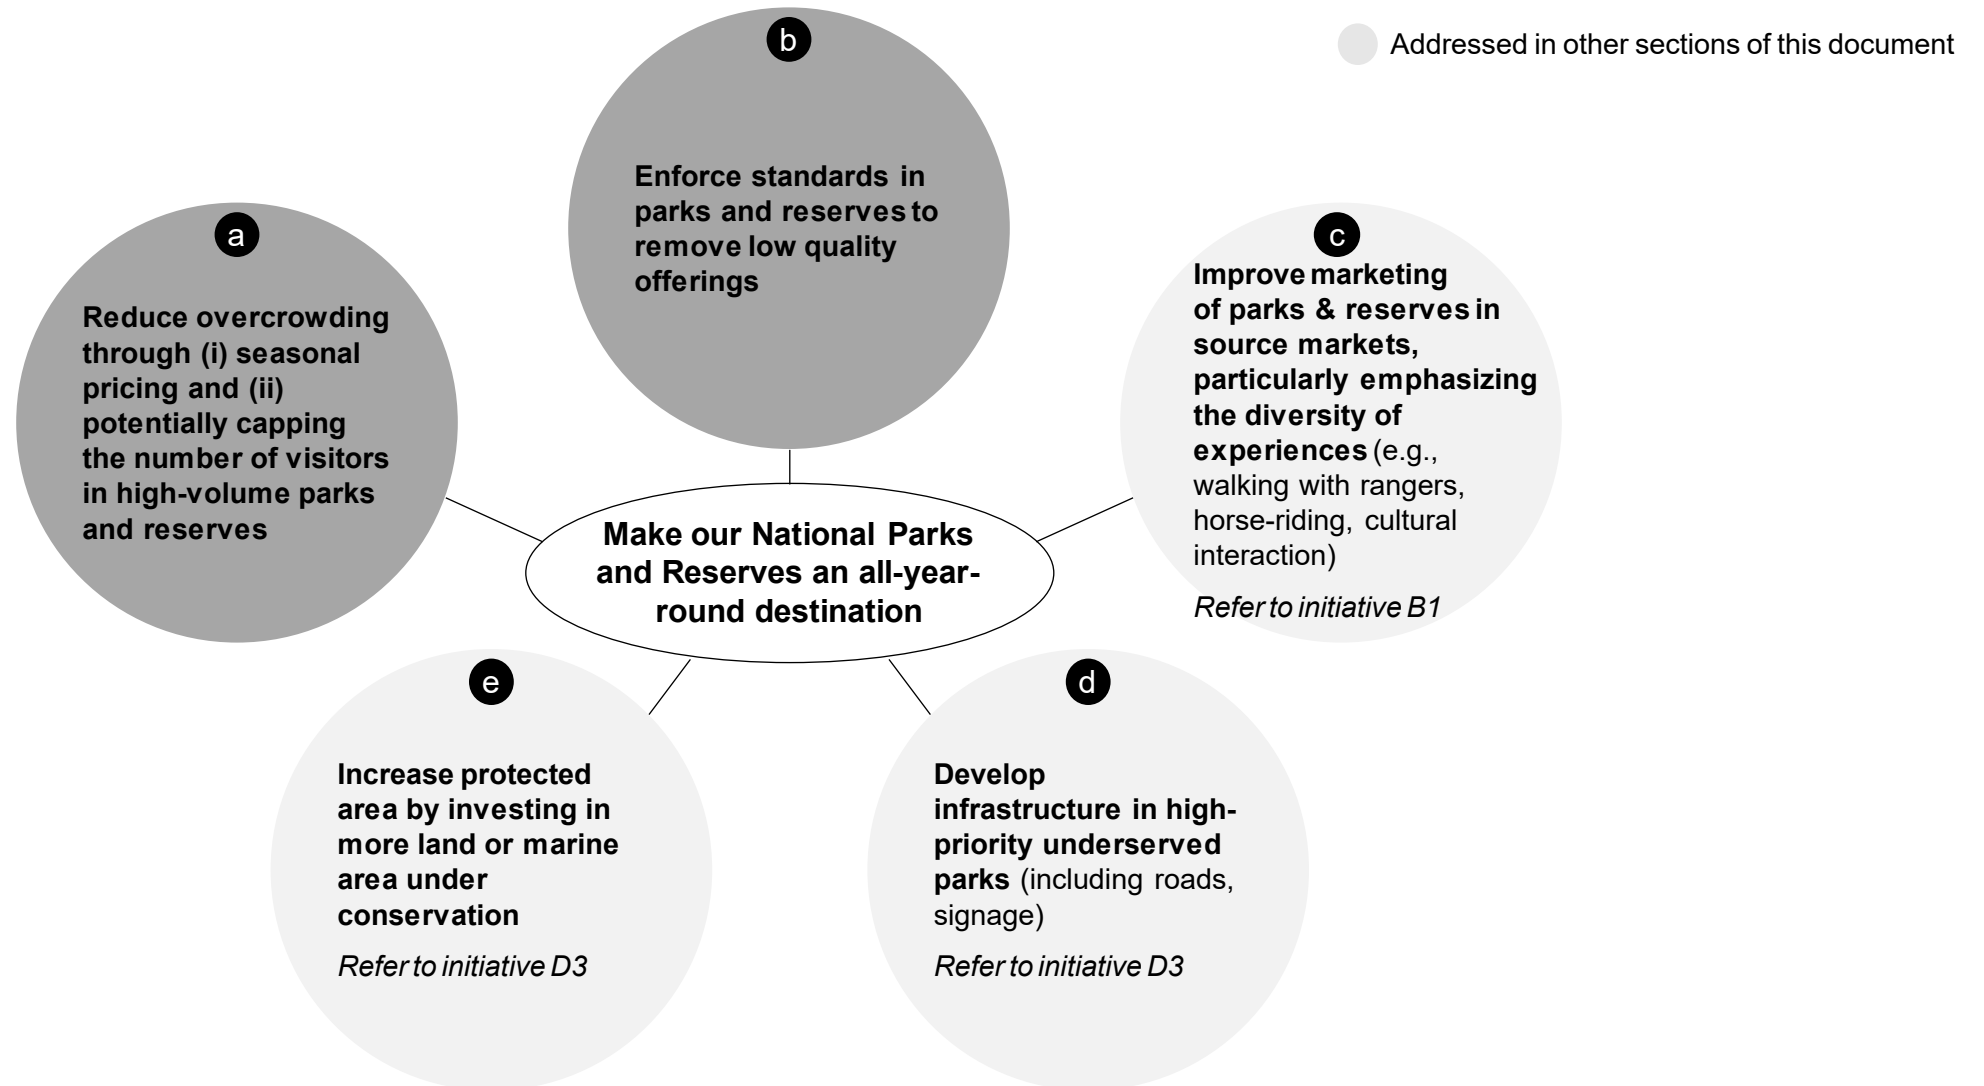 b
Addressed in other sections of this document
Enforce standards in
parks and reserves to
remove low quality
offerings
a
Reduce overcrowding
through (i) seasonal
pricing and (ii)
potentially capping
the number of visitors
in high-volume parks
and reserves
c
Improve marketing
of parks & reserves in
source markets,
particularly emphasizing
the diversity of
experiences (e.g.,
walking with rangers,
horse-riding, cultural
interaction)
Refer to initiative B1
Make our National Parks
and Reserves an all-year-
round destination
e
Increase protected
area by investing in
more land or marine
area under
conservation
Refer to initiative D3
d
Develop
infrastructure in high-
priority underserved
parks (including roads,
signage)
Refer to initiative D3